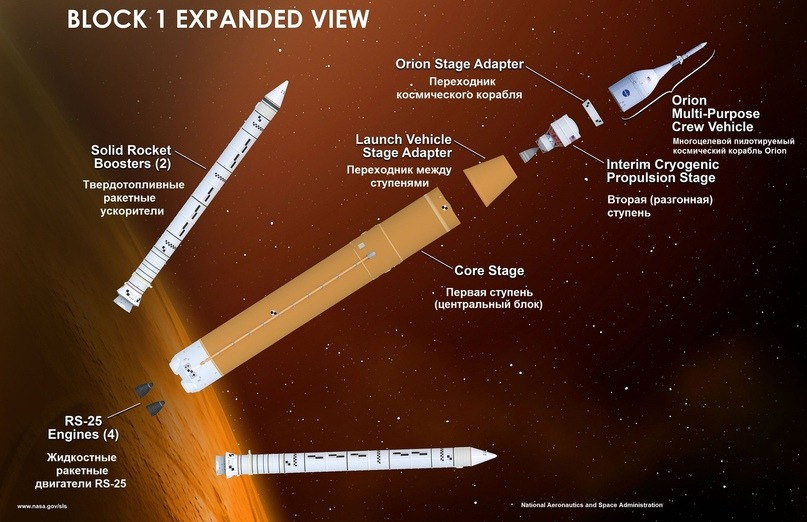 BLOCK 1 EXPANDED VIEW
Orion Stage Adapter
Переходник
космического корабля
Orion
Multi-Purpose
Crew Vehicle
Многоцелевой пилотируемый
космический корабль Orion
Launch Vehicle
Stage Adapter
Переходник между
ступенями
Interim Cryogenic
Propulsion Stage
Вторая (разгонная)
ступень
Solid Rocket
Boosters (2)
Твердотопливные
ракетные
ускорители
Core Stage
Первая ступень
(центральный блок)
RS-25
Engines (4)
Жидкостные
ракетные
двигатели RS-25
www.nasa.gov/sls
National Aeronautics and Space Administration